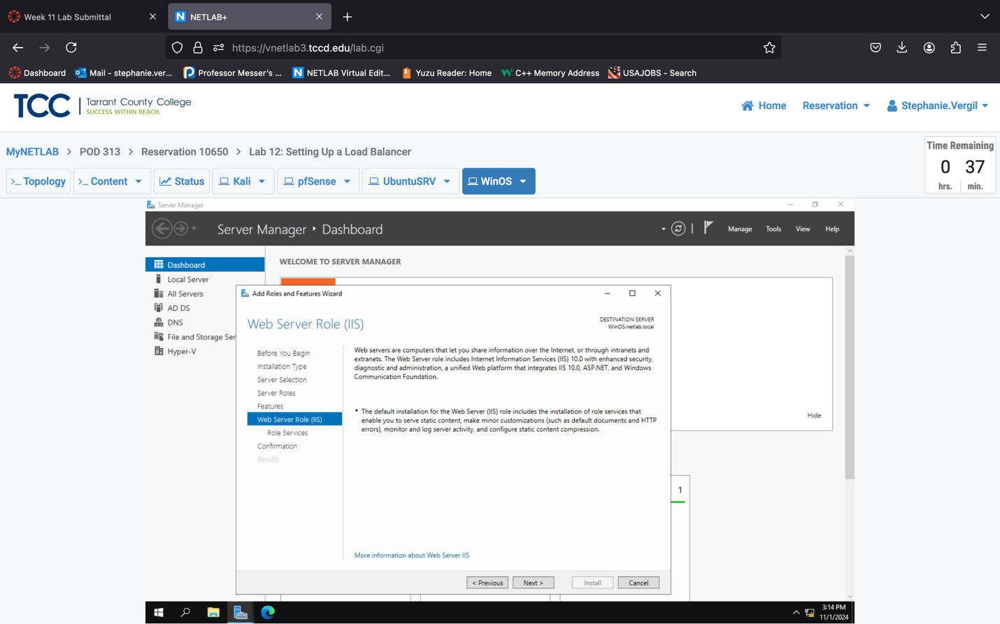 Week 11 Lab Submittal
N NETLAB+
https://vnetlab3.tccd.edu/lab.cgi
Dashboard
Mail - stephanie.ver...
Professor Messer's ...
N NETLAB Virtual Edit...
Yuzu Reader: Home
C++ Memory Address
USAJOBS - Search
TCC
Tarrant County College
SUCCESS WITHIN REACH.
Home
Reservation
Stephanie.Vergil
MyNETLAB > POD 313 > Reservation 10650 > Lab 12: Setting Up a Load Balancer
Time Remaining
0 37
hrs. min.
>_ Topology
>_ Content
Status
Kali
pfSense
UbuntuSRV
WinOS
Server Manager
Server Manager ‣ Dashboard
Manage
Tools
View
Help
Dashboard
Local Server
All Servers
AD DS
DNS
File and Storage Ser
Hyper-V
WELCOME TO SERVER MANAGER
Hide
1
Add Roles and Features Wizard
Web Server Role (IIS)
DESTINATION SERVER
WinOS.netlab.local
Before You Begin
Installation Type
Server Selection
Server Roles
Features
Web Server Role (IIS)
Role Services
Confirmation
Results
Web servers are computers that let you share information over the Internet, or through intranets and
extranets. The Web Server role includes Internet Information Services (IIS) 10.0 with enhanced security,
diagnostic and administration, a unified Web platform that integrates IIS 10.0, ASP.NET, and Windows
Communication Foundation.
• The default installation for the Web Server (IIS) role includes the installation of role services that
enable you to serve static content, make minor customizations (such as default documents and HTTP
errors), monitor and log server activity, and configure static content compression.
More information about Web Server IIS
< Previous
Next >
Install
Cancel
3:14 PM
11/1/2024